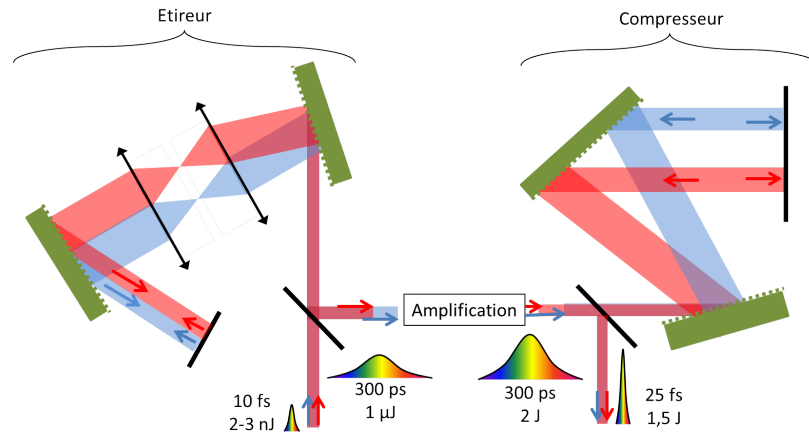 Etireur
Compresseur
Amplification
10 fs
2-3 nJ
300 ps
1 µJ
300 ps
2 J
25 fs
1,5 J